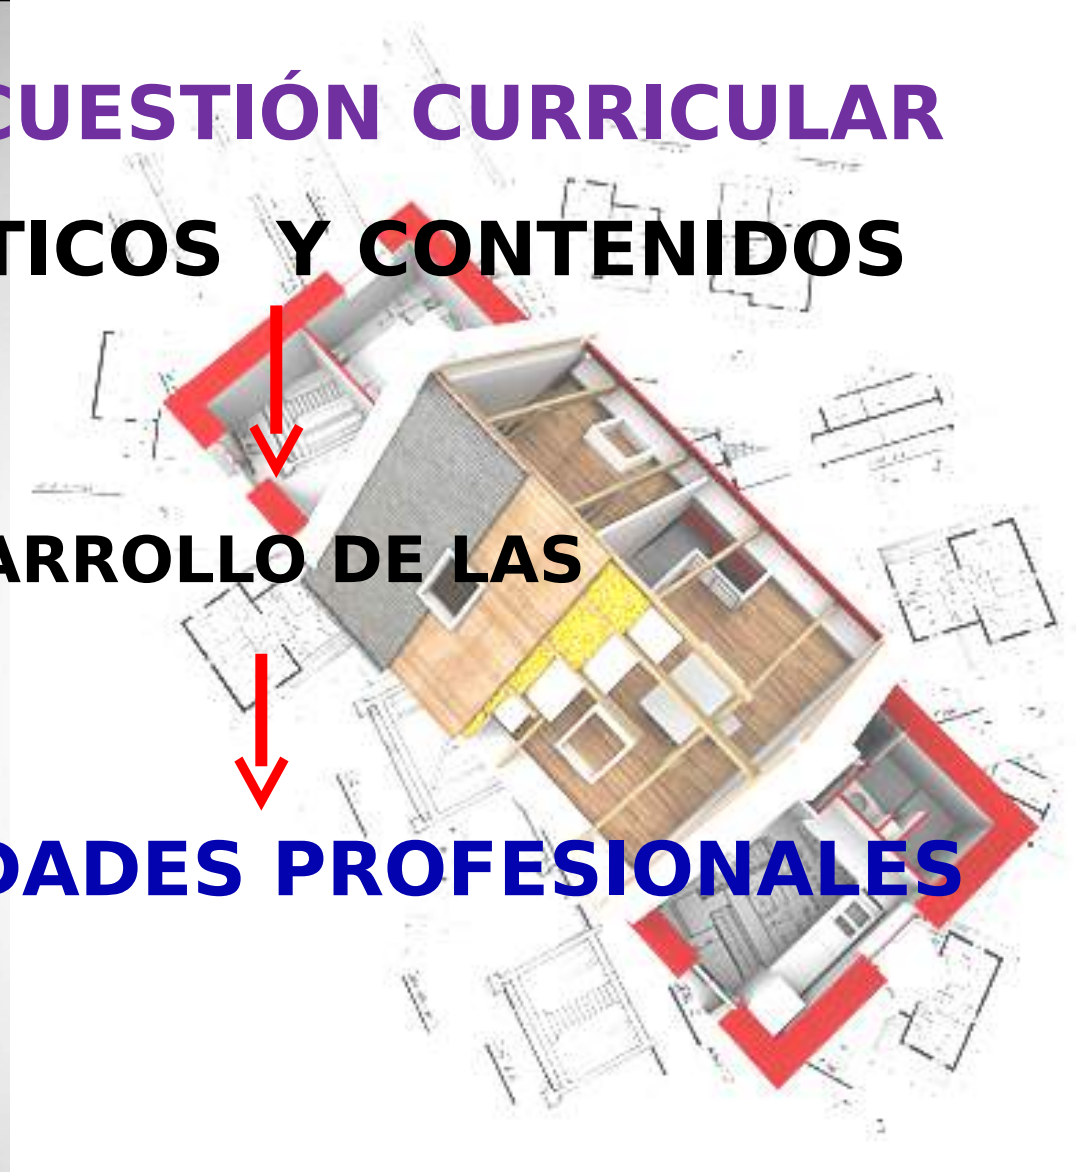 CUESTIÓN CURRICULAR
TICOS Y CONTENIDOS
ARROLLO DE LAS
DADES PROFESIONALES